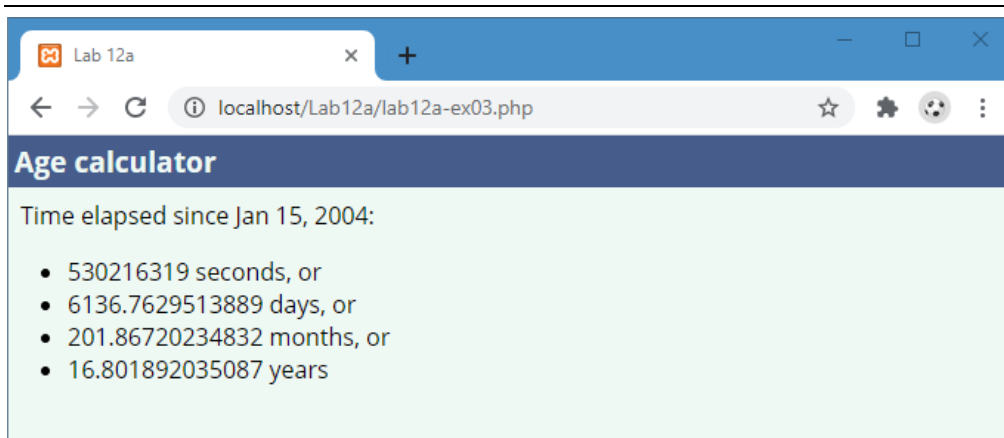 Lab 12a
localhost/Lab12a/lab12a-ex03.php
Age calculator
Time elapsed since Jan 15, 2004:
• 530216319 seconds, or
• 6136.7629513889 days, or
• 201.86720234832 months, or
• 16.801892035087 years